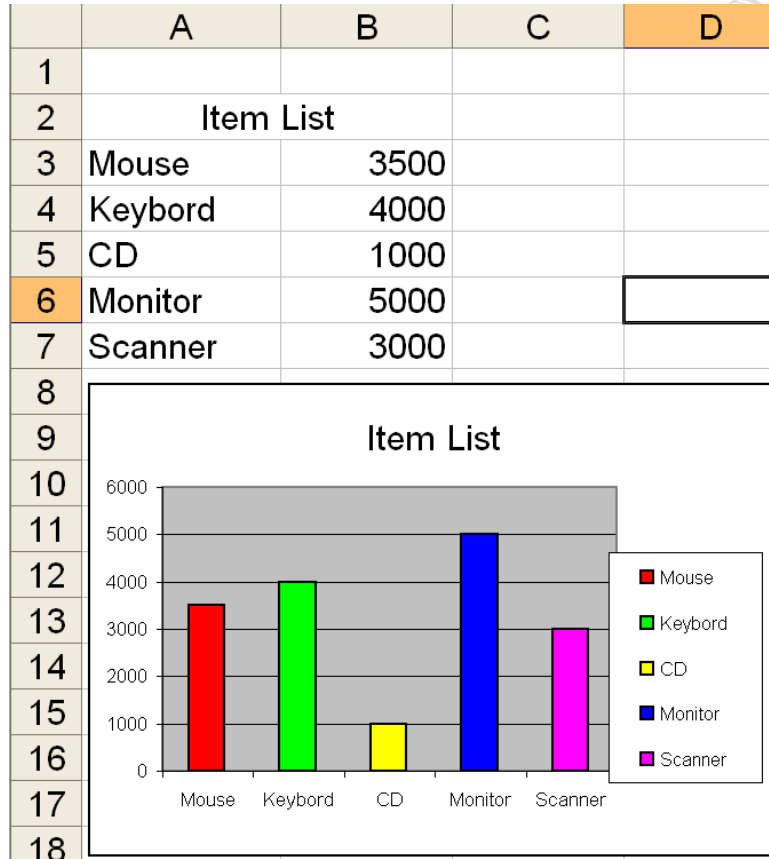 A B C D
1
2 Item List
3 Mouse 3500
4 Keybord 4000
5 CD 1000
6 Monitor 5000
7 Scanner 3000
8
9
10
11
12
13
14
15
16
17
18
Item List
6000
5000
4000
3000
2000
1000
0
Mouse Keybord CD Monitor Scanner
Mouse
Keybord
CD
Monitor
Scanner